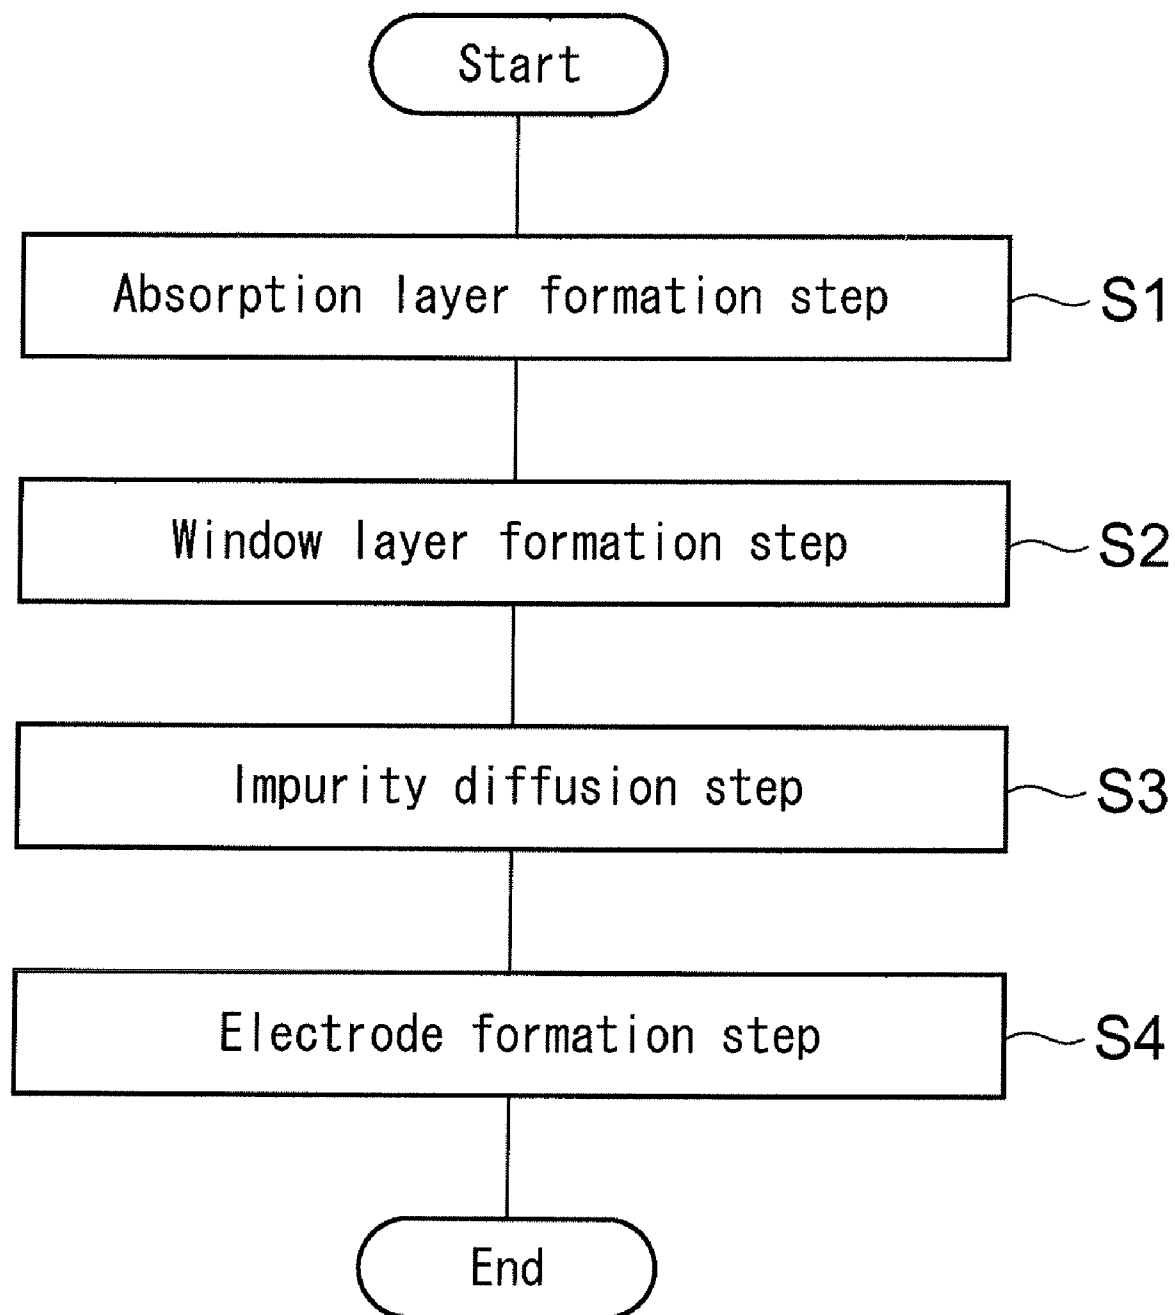 Start
Absorption layer formation step
S1
Window layer formation step
S2
Impurity diffusion step
S3
Electrode formation step
S4
End